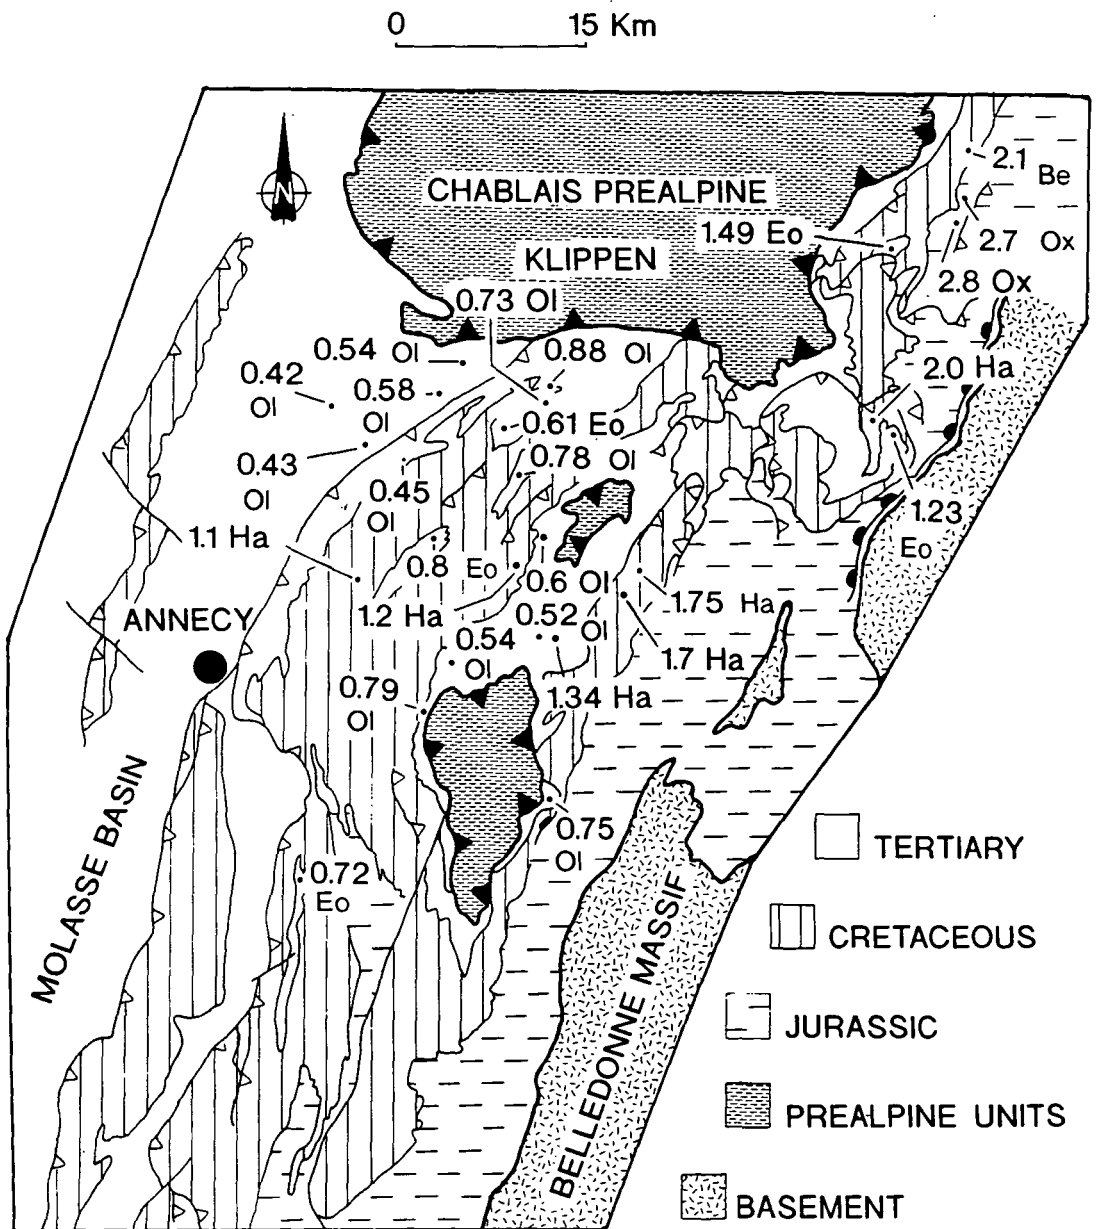 0 15 Km
N
CHABLAIS PREALPINE
KLIPPEN
2.1 Be
1.49 Eo
2.7 Ox
2.8 Ox
0.73 Ol
0.54 Ol
0.88 Ol
2.0 Ha
0.42
Ol
0.58
Ol
0.61 Eo
0.43
Ol
0.78 Ol
0.45
Ol
1.23
Eo
1.1 Ha
0.8 Eo
0.6 Ol
1.75 Ha
1.2 Ha
0.52
Ol
ANNECY
0.54
Ol
1.7 Ha
0.79
Ol
1.34 Ha
MOLASSE BASIN
0.75
Ol
0.72
Eo
BELLEDONNE MASSIF
TERTIARY
CRETACEOUS
JURASSIC
PREALPINE UNITS
BASEMENT